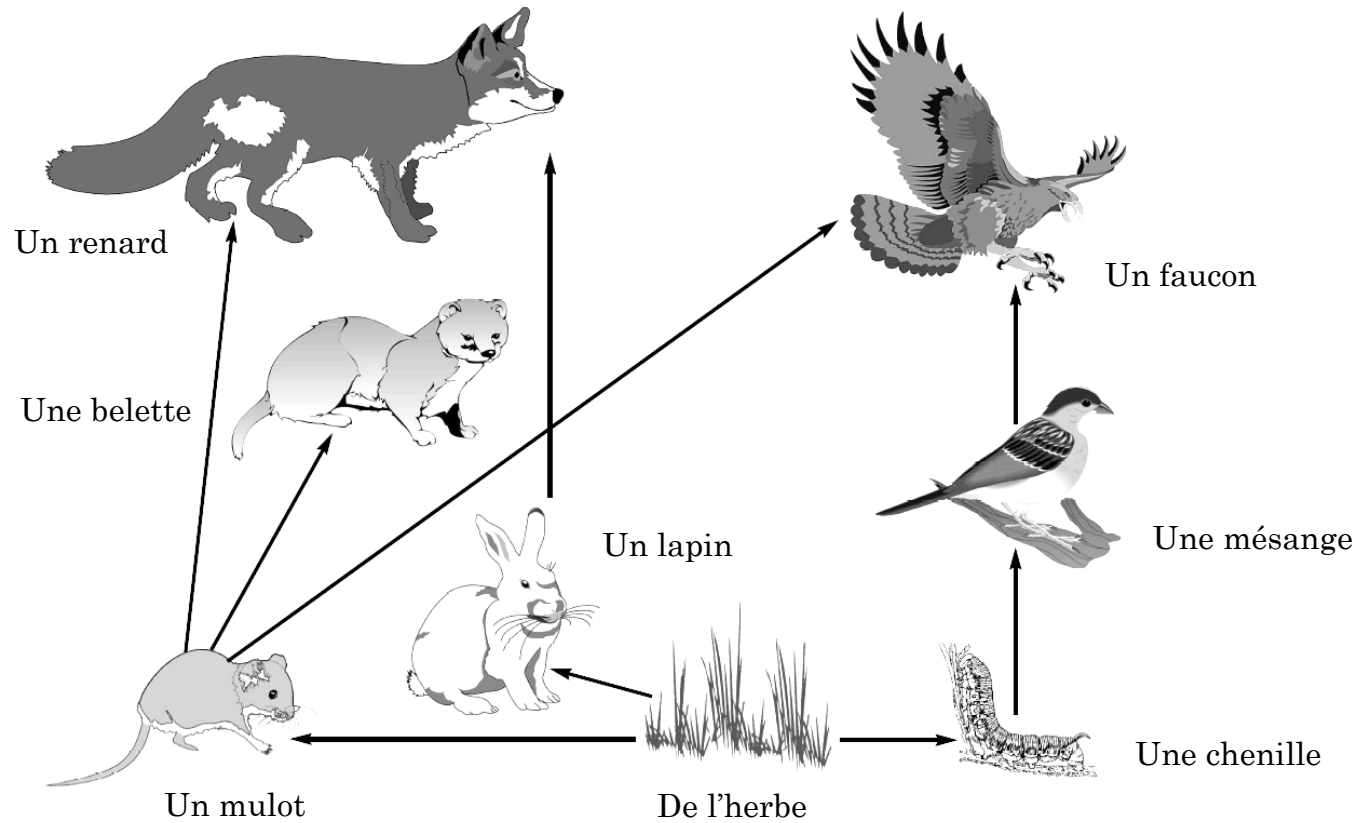 Un renard
Un faucon
Une belette
Un lapin
Une mésange
Une chenille
Un mulot
De l’herbe